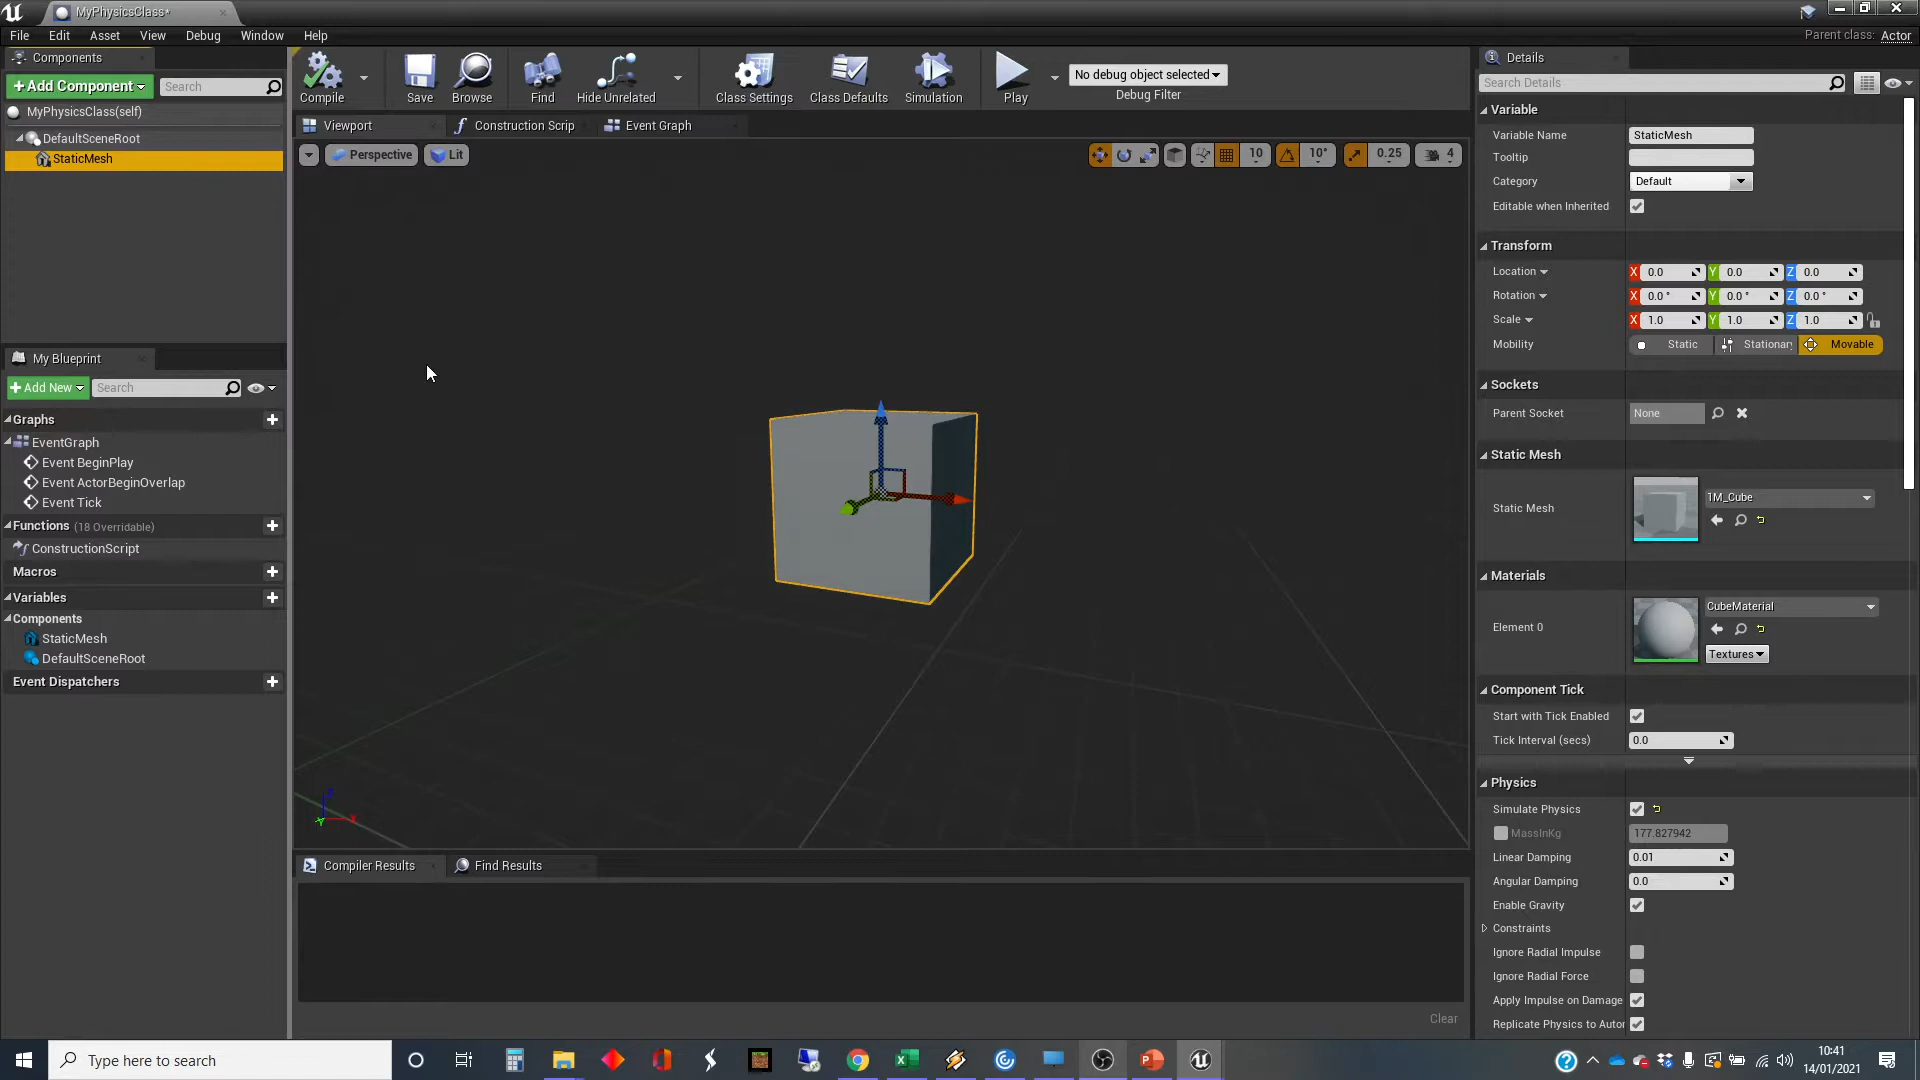 MyPhysicsClass*
File Edit Asset View Debug Window Help
Parent class: Actor
Components
+Add Component
Search
MyPhysicsClass(self)
DefaultSceneRoot
StaticMesh
Compile
Save
Browse
Find
Hide Unrelated
Class Settings
Class Defaults
Simulation
Play
No debug object selected
Debug Filter
Viewport
Construction Scrip
Event Graph
Perspective
Lit
10
10°
0.25
4
X
Z
Y
My Blueprint
+Add New
Search
Graphs
EventGraph
Event BeginPlay
Event ActorBeginOverlap
Event Tick
Functions (18 Overridable)
ConstructionScript
Macros
Variables
Components
StaticMesh
DefaultSceneRoot
Event Dispatchers
Compiler Results
Find Results
Clear
Details
Search Details
Variable
Variable Name StaticMesh
Tooltip
Category Default
Editable when Inherited
Transform
Location X 0.0 Y 0.0 Z 0.0
Rotation X 0.0 ° Y 0.0 ° Z 0.0 °
Scale X 1.0 Y 1.0 Z 1.0
Mobility Static Stationar Movable
Sockets
Parent Socket None
Static Mesh
Static Mesh 1M_Cube
Materials
Element 0 CubeMaterial
Textures
Component Tick
Start with Tick Enabled
Tick Interval (secs) 0.0
Physics
Simulate Physics
MassInKg 177.827942
Linear Damping 0.01
Angular Damping 0.0
Enable Gravity
Constraints
Ignore Radial Impulse
Ignore Radial Force
Apply Impulse on Damage
Replicate Physics to Autor
Type here to search
10:41
14/01/2021